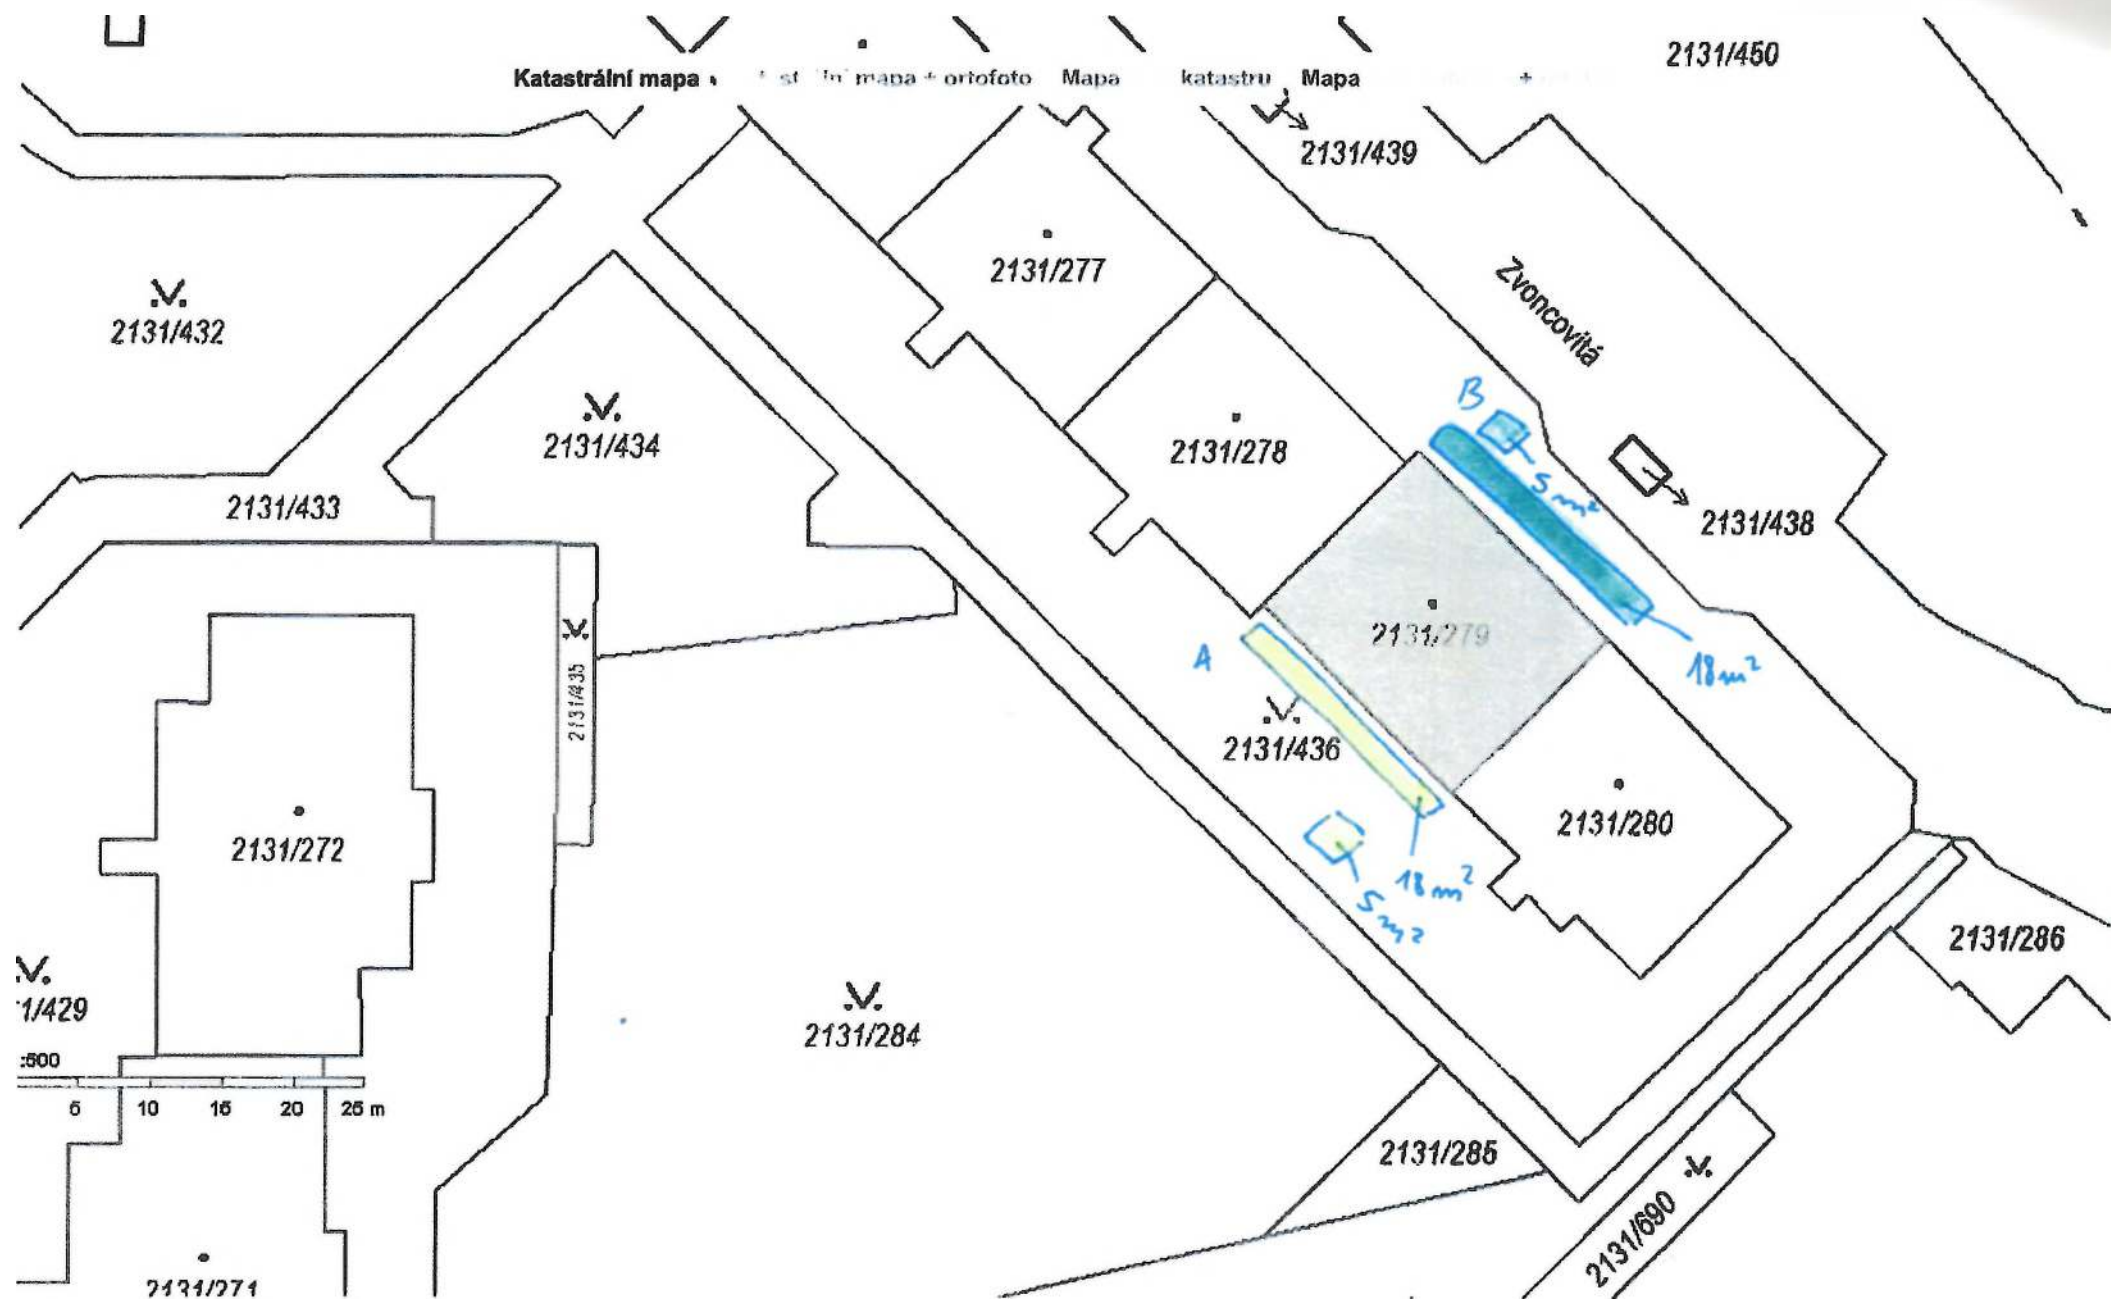 2131/450
Katastrální mapa
mapa + ortofoto
Mapa
katastru
Mapa
+
2131/439
2131/277
Zvoncovitá
2131/432
B
2131/434
2131/278
5 m²
2131/433
2131/438
2131/279
A
2131/435
18 m²
2131/436
2131/280
2131/272
18 m²
5 m²
2131/286
1/429
2131/284
:500
5 10 15 20 25 m
2131/285
2131/690
2131/271